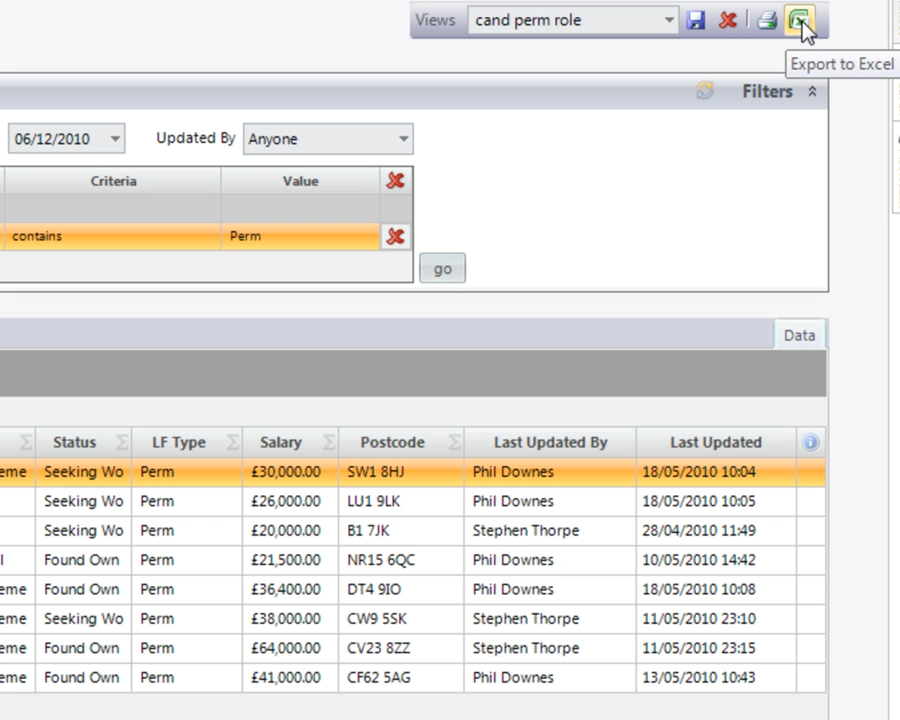 Views cand perm role
Export to Excel
Filters
06/12/2010 Updated By Anyone
Criteria Value
contains Perm
go
Data
Status LF Type Salary Postcode Last Updated By Last Updated
eme Seeking Wo Perm £30,000.00 SW1 8HJ Phil Downes 18/05/2010 10:04
Seeking Wo Perm £26,000.00 LU1 9LK Phil Downes 18/05/2010 10:05
Seeking Wo Perm £20,000.00 B1 7JK Stephen Thorpe 28/04/2010 11:49
l Found Own Perm £21,500.00 NR15 6QC Phil Downes 10/05/2010 14:42
eme Found Own Perm £36,400.00 DT4 9IO Phil Downes 18/05/2010 10:08
eme Seeking Wo Perm £38,000.00 CW9 5SK Stephen Thorpe 11/05/2010 23:10
eme Found Own Perm £64,000.00 CV23 8ZZ Stephen Thorpe 11/05/2010 23:15
eme Found Own Perm £41,000.00 CF62 5AG Phil Downes 13/05/2010 10:43